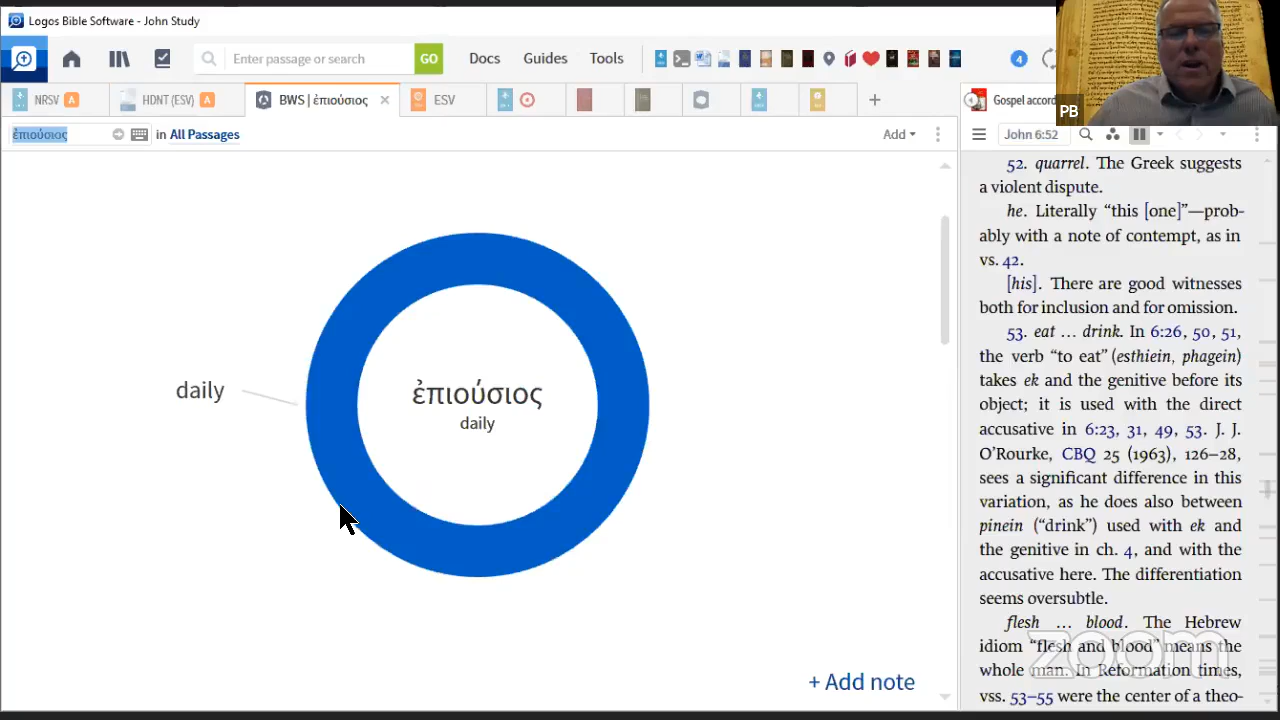 Logos Bible Software - John Study
Enter passage or search
GO
Docs
Guides
Tools
4
NRSV A
HDNT (ESV) A
BWS | ἐπιούσιος
ESV
Gospel accord
PB
ἐπιούσιος in All Passages
Add
John 6:52
daily
ἐπιούσιος
daily
+ Add note
52. quarrel. The Greek suggests
a violent dispute.
he. Literally “this [one]”—prob-
ably with a note of contempt, as in
vs. 42.
[his]. There are good witnesses
both for inclusion and for omission.
53. eat … drink. In 6:26, 50, 51,
the verb “to eat” (esthiein, phagein)
takes ek and the genitive before its
object; it is used with the direct
accusative in 6:23, 31, 49, 53. J. J.
O’Rourke, CBQ 25 (1963), 126–28,
sees a significant difference in this
variation, as he does also between
pinein (“drink”) used with ek and
the genitive in ch. 4, and with the
accusative here. The differentiation
seems oversubtle.
flesh … blood. The Hebrew
idiom “flesh and blood” means the
whole man. In Reformation times,
vss. 53–55 were the center of a theo-
zoom